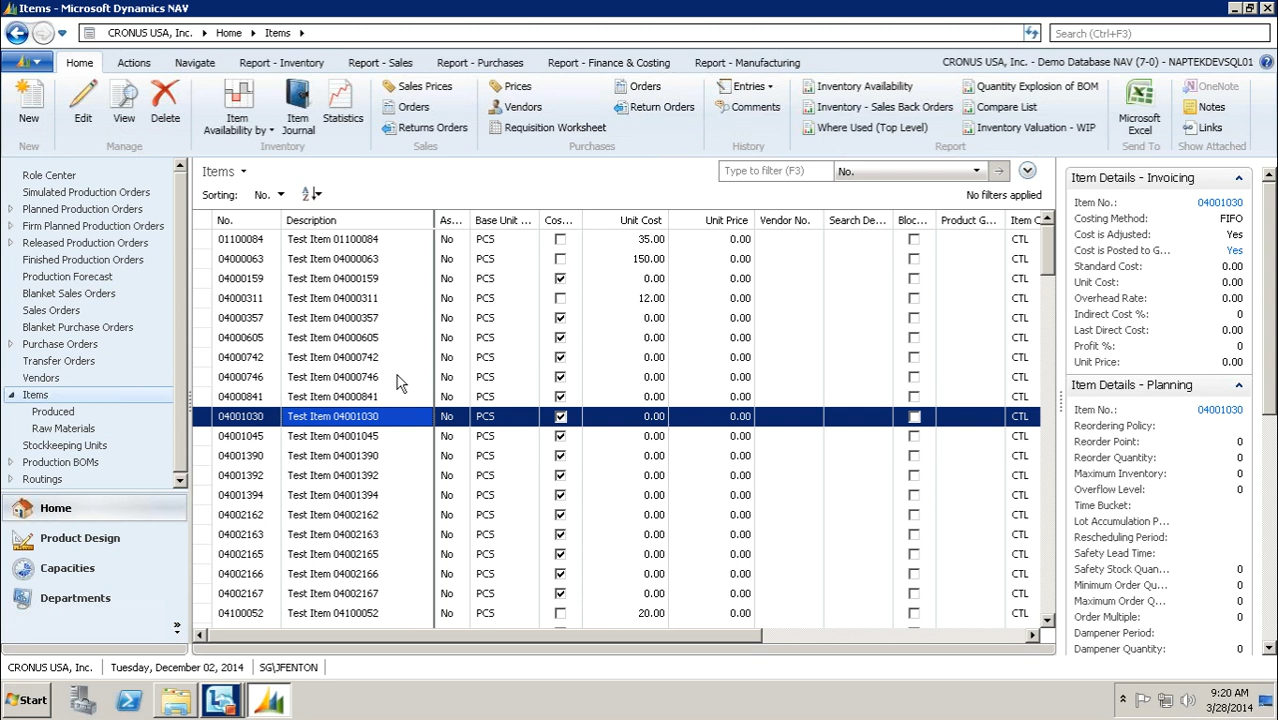 Items - Microsoft Dynamics NAV
CRONUS USA, Inc. Home Items Search (Ctrl+F3)
Home Actions Navigate Report - Inventory Report - Sales Report - Purchases Report - Finance & Costing Report - Manufacturing CRONUS USA, Inc. - Demo Database NAV (7-0) - NAPTEKDEVSQL01
New Edit View Delete Item Availability by Item Journal Statistics
Sales Prices Prices Orders Entries Inventory Availability Quantity Explosion of BOM OneNote
Orders Vendors Return Orders Comments Inventory - Sales Back Orders Compare List Microsoft Excel Notes
Returns Orders Requisition Worksheet Where Used (Top Level) Inventory Valuation - WIP Links
New Manage Inventory Sales Purchases History Report Send To Show Attached
Role Center
Simulated Production Orders
Planned Production Orders
Firm Planned Production Orders
Released Production Orders
Finished Production Orders
Production Forecast
Blanket Sales Orders
Sales Orders
Blanket Purchase Orders
Purchase Orders
Transfer Orders
Vendors
Items
Produced
Raw Materials
Stockkeeping Units
Production BOMs
Routings
Home
Product Design
Capacities
Departments
Items Type to filter (F3) No.
Sorting: No. No filters applied
No. Description As... Base Unit ... Cos... Unit Cost Unit Price Vendor No. Search De... Bloc... Product G... Item C
01100084 Test Item 01100084 No PCS 35.00 0.00 CTL
04000063 Test Item 04000063 No PCS 150.00 0.00 CTL
04000159 Test Item 04000159 No PCS 0.00 0.00 CTL
04000311 Test Item 04000311 No PCS 12.00 0.00 CTL
04000357 Test Item 04000357 No PCS 0.00 0.00 CTL
04000605 Test Item 04000605 No PCS 0.00 0.00 CTL
04000742 Test Item 04000742 No PCS 0.00 0.00 CTL
04000746 Test Item 04000746 No PCS 0.00 0.00 CTL
04000841 Test Item 04000841 No PCS 0.00 0.00 CTL
04001030 Test Item 04001030 No PCS 0.00 0.00 CTL
04001045 Test Item 04001045 No PCS 0.00 0.00 CTL
04001390 Test Item 04001390 No PCS 0.00 0.00 CTL
04001392 Test Item 04001392 No PCS 0.00 0.00 CTL
04001394 Test Item 04001394 No PCS 0.00 0.00 CTL
04002162 Test Item 04002162 No PCS 0.00 0.00 CTL
04002163 Test Item 04002163 No PCS 0.00 0.00 CTL
04002165 Test Item 04002165 No PCS 0.00 0.00 CTL
04002166 Test Item 04002166 No PCS 0.00 0.00 CTL
04002167 Test Item 04002167 No PCS 0.00 0.00 CTL
04100052 Test Item 04100052 No PCS 20.00 0.00 CTL
Item Details - Invoicing
Item No.: 04001030
Costing Method: FIFO
Cost is Adjusted: Yes
Cost is Posted to G... Yes
Standard Cost: 0.00
Unit Cost: 0.00
Overhead Rate: 0.00
Indirect Cost %: 0
Last Direct Cost: 0.00
Profit %: 0
Unit Price: 0.00
Item Details - Planning
Item No.: 04001030
Reordering Policy:
Reorder Point: 0
Reorder Quantity: 0
Maximum Inventory: 0
Overflow Level: 0
Time Bucket:
Lot Accumulation P...
Rescheduling Period:
Safety Lead Time:
Safety Stock Quan... 0
Minimum Order Qu... 0
Maximum Order Q... 0
Order Multiple: 0
Dampener Period:
Dampener Quantity: 0
CRONUS USA, Inc. Tuesday, December 02, 2014 SG\JFENTON
Start
9:20 AM
3/28/2014